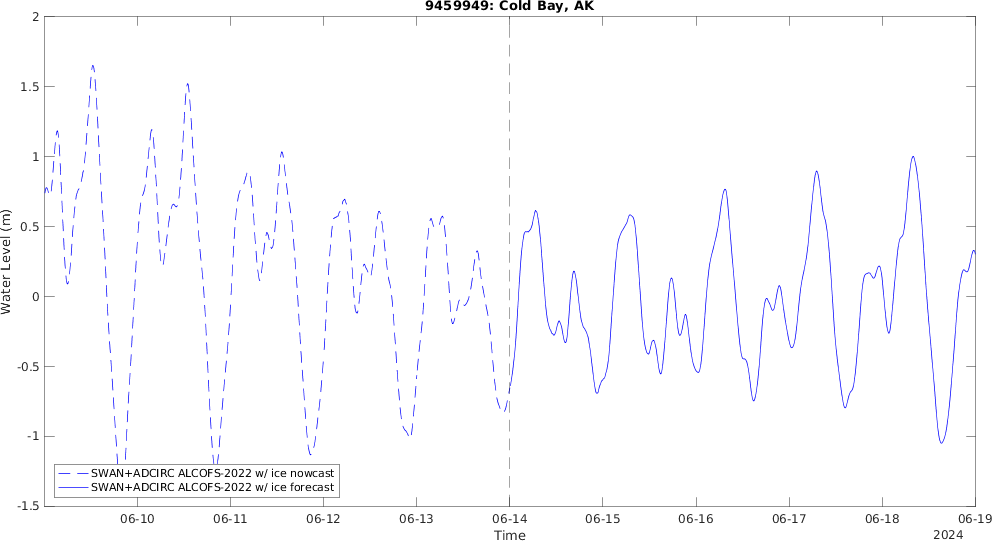 9459949: Cold Bay, AK
Water Level (m)
2
1.5
1
0.5
0
-0.5
-1
-1.5
SWAN+ADCIRC ALCOFS-2022 w/ ice nowcast
SWAN+ADCIRC ALCOFS-2022 w/ ice forecast
06-10 06-11 06-12 06-13 06-14 06-15 06-16 06-17 06-18 06-19
Time
2024